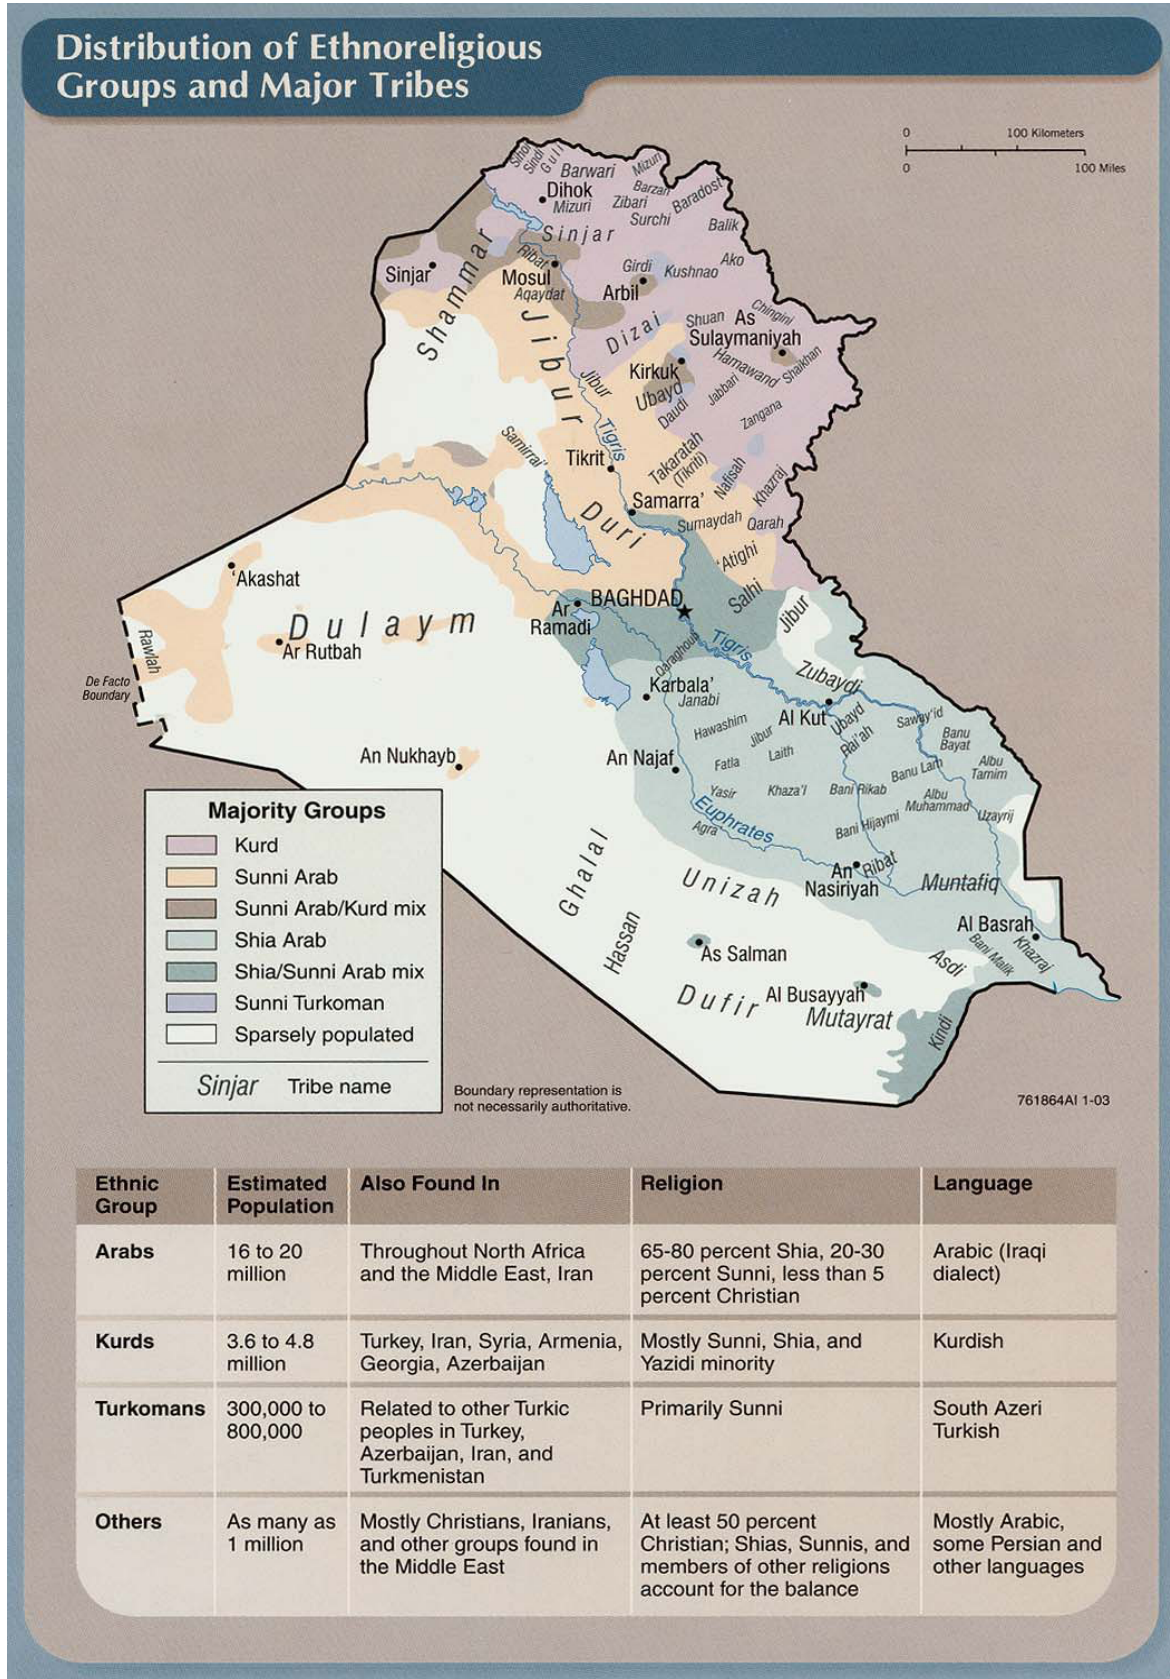 Distribution of Ethnoreligious
Groups and Major Tribes
0 100 Kilometers
0 100 Miles
Sindi
Guli
Barwari
Mizuri
Dihok
Mizuri
Barzan
Zibari
Baradost
Surchi
Balik
Sinjar
Shammar
Ribat
Sinjar
Mosul
Aqaydat
Girdi
Kushnao
Ako
Arbil
Jibur
Dizai
Shuan
As
Sulaymaniyah
Chingini
Hamawand
Shaikhan
Kirkuk
Ubayd
Jibur
Daudi
Jabbari
Zangana
Tigris
Samirrai"
Tikrit
Takaratah
(Tikriti)
Nafisah
Khazraj
Samarra'
Duri
Sumaydah
Qarah
'Atighi
'Akashat
Salhi
BAGHDAD
Ar
Ramadi
Jibur
Dulaym
Ar Rutbah
Rawlah
De Facto
Boundary
Qaraghoul
Tigris
Zubaydi
Karbala'
Janabi
Al Kut
Ubayd
Rai'ah
Saway'id
Hawashim
Jibur
Banu
Bayat
An Nukhayb
An Najaf
Fatla
Laith
Banu Lam
Albu
Tamim
Yasir
Khaza'l
Bani Rikab
Albu
Muhammad
Uzayrij
Euphrates
Agra
Bani Hijaymi
Ghalal
Unizah
An
Nasiriyah
Ribat
Muntafiq
Hassan
Al Basrah
Bani Malik
Khazraj
As Salman
Asdi
Dufir
Al Busayyah
Mutayrat
Kindi
Majority Groups
Kurd
Sunni Arab
Sunni Arab/Kurd mix
Shia Arab
Shia/Sunni Arab mix
Sunni Turkoman
Sparsely populated
Sinjar Tribe name
Boundary representation is
not necessarily authoritative.
761864AI 1-03
Ethnic
Group
Estimated
Population
Also Found In
Religion
Language
Arabs
16 to 20
million
Throughout North Africa
and the Middle East, Iran
65-80 percent Shia, 20-30
percent Sunni, less than 5
percent Christian
Arabic (Iraqi
dialect)
Kurds
3.6 to 4.8
million
Turkey, Iran, Syria, Armenia,
Georgia, Azerbaijan
Mostly Sunni, Shia, and
Yazidi minority
Kurdish
Turkomans
300,000 to
800,000
Related to other Turkic
peoples in Turkey,
Azerbaijan, Iran, and
Turkmenistan
Primarily Sunni
South Azeri
Turkish
Others
As many as
1 million
Mostly Christians, Iranians,
and other groups found in
the Middle East
At least 50 percent
Christian; Shias, Sunnis, and
members of other religions
account for the balance
Mostly Arabic,
some Persian and
other languages